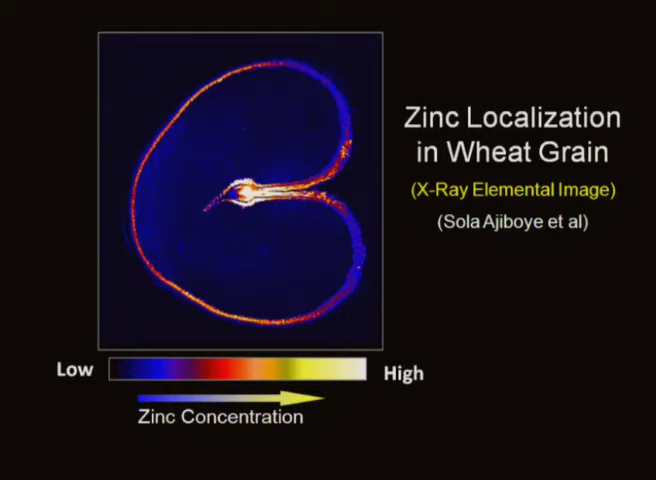 Zinc Localization
in Wheat Grain
(X-Ray Elemental Image)
(Sola Ajiboye et al)
Low
High
Zinc Concentration